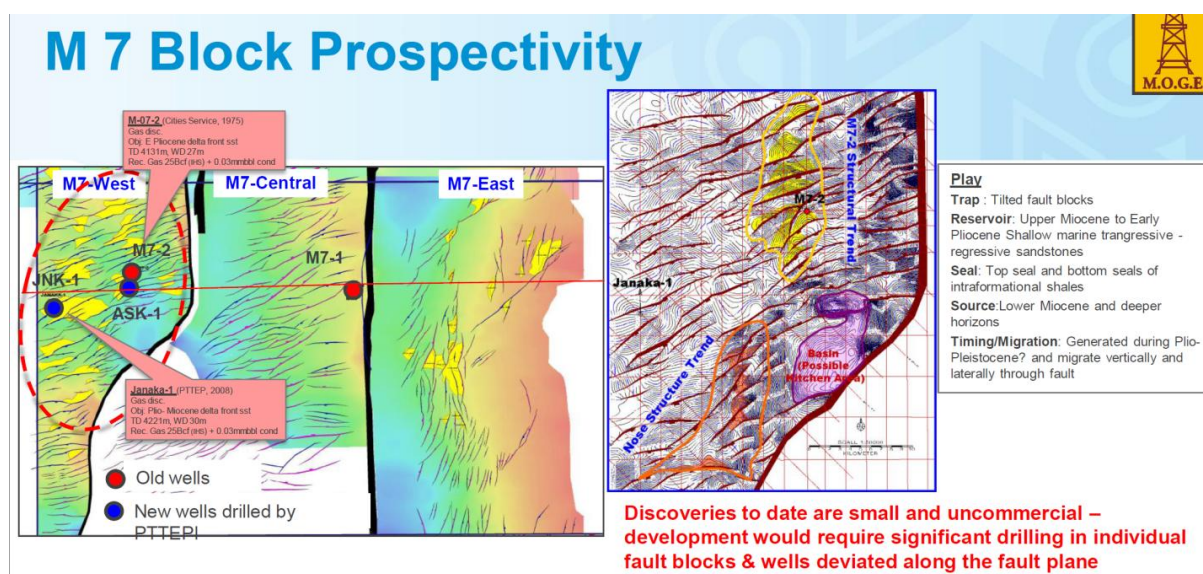 M 7 Block Prospectivity
M.O.G.E
M-07-2 (Cities Service, 1975)
Gas disc.
Obj. E Pliocene delta front sst
TD 4131m, WD 27m
Rec. Gas 25Bcf (IHS) + 0.03mmbbl cond
M7-West
M7-Central
M7-East
M7-2
M7-1
JNK-1
ASK-1
Janaka-1 (PTTEP, 2008)
Gas disc.
Obj. Plio- Miocene delta front sst
TD 4221m, WD 30m
Rec. Gas 25Bcf (IHS) + 0.03mmbbl cond
Old wells
New wells drilled by
PTTEPI
M7-2 Structural Trend
M7-2
Janaka-1
Basin
(Possible
Kitchen Area)
Nose Structure Trend
KILOMETER
Play
Trap : Tilted fault blocks
Reservoir: Upper Miocene to Early
Pliocene Shallow marine trangressive -
regressive sandstones
Seal: Top seal and bottom seals of
intraformational shales
Source:Lower Miocene and deeper
horizons
Timing/Migration: Generated during Plio-
Pleistocene? and migrate vertically and
laterally through fault
Discoveries to date are small and uncommercial –
development would require significant drilling in individual
fault blocks & wells deviated along the fault plane